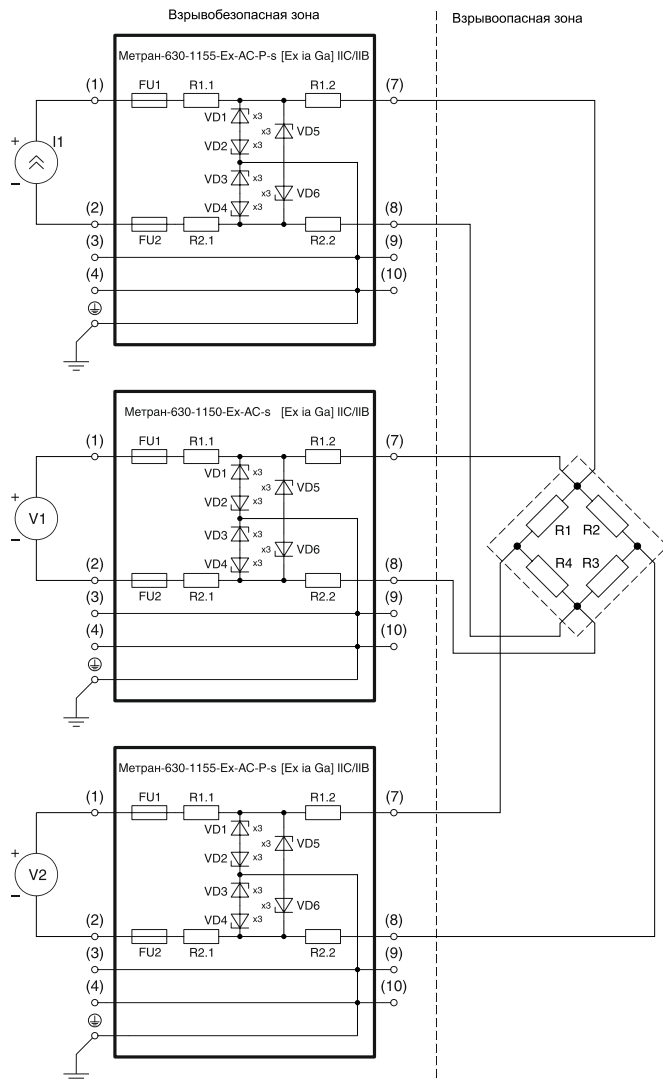 Взрывобезопасная зона
Взрывоопасная зона
Метран-630-1155-Ex-AC-P-s [Ex ia Ga] IIC/IIB
(1)
FU1
R1.1
R1.2
(7)
VD1 x3
x3 VD5
VD2 x3
+
I1
–
VD3 x3
x3 VD6
VD4 x3
(2)
(8)
FU2
R2.1
R2.2
(3)
(9)
(4)
(10)
Метран-630-1150-Ex-AC-s [Ex ia Ga] IIC/IIB
(1)
FU1
R1.1
R1.2
(7)
VD1 x3
x3 VD5
VD2 x3
+
V1
–
VD3 x3
x3 VD6
VD4 x3
(2)
(8)
FU2
R2.1
R2.2
(3)
(9)
(4)
(10)
R1 R2
R4 R3
Метран-630-1155-Ex-AC-P-s [Ex ia Ga] IIC/IIB
(1)
FU1
R1.1
R1.2
(7)
VD1 x3
x3 VD5
VD2 x3
+
V2
–
VD3 x3
x3 VD6
VD4 x3
(2)
(8)
FU2
R2.1
R2.2
(3)
(9)
(4)
(10)